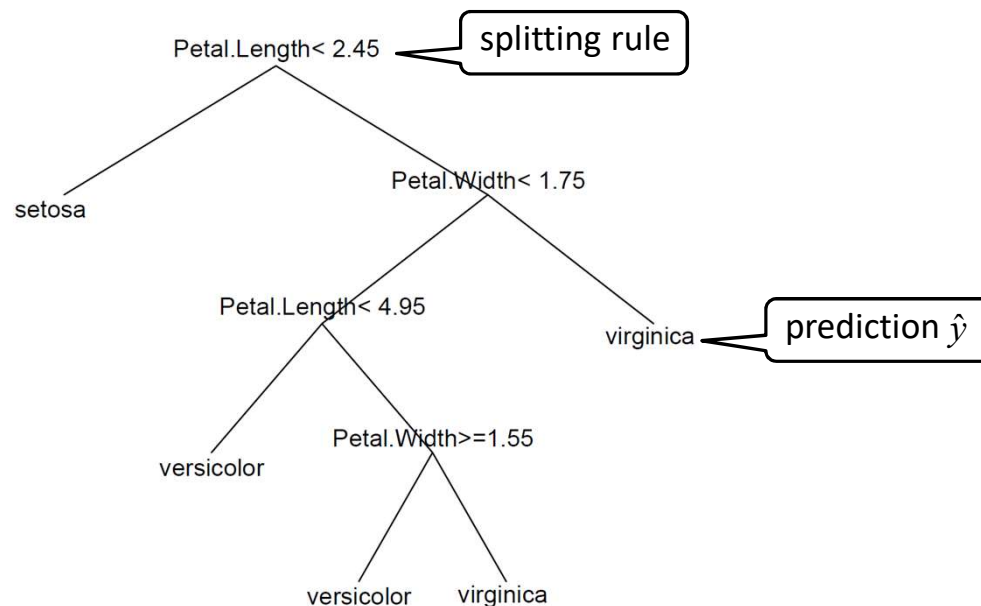 Petal.Length< 2.45
splitting rule
Petal.Width< 1.75
setosa
Petal.Length< 4.95
virginica
prediction ŷ
Petal.Width>=1.55
versicolor
versicolor
virginica